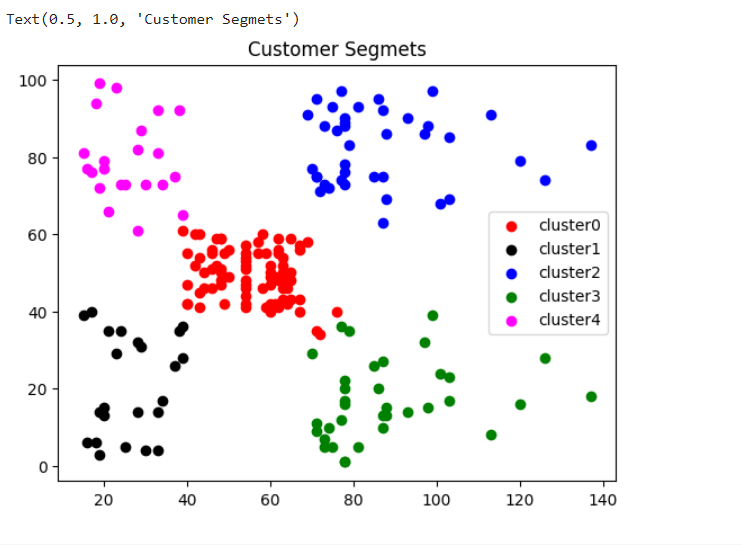 Text(0.5, 1.0, 'Customer Segmets')
Customer Segmets
100
80
60
40
20
0
cluster0
cluster1
cluster2
cluster3
cluster4
20 40 60 80 100 120 140